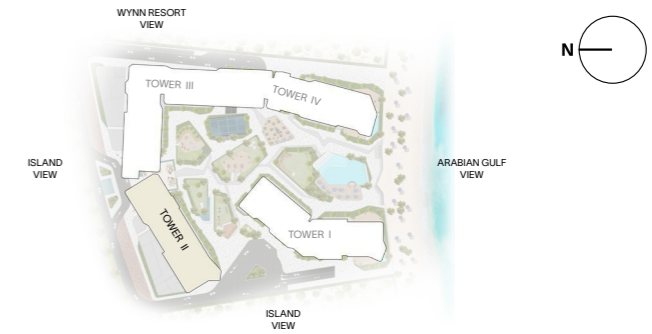 WYNN RESORT
VIEW
N
TOWER III
TOWER IV
ISLAND
VIEW
ARABIAN GULF
VIEW
TOWER II
TOWER I
ISLAND
VIEW